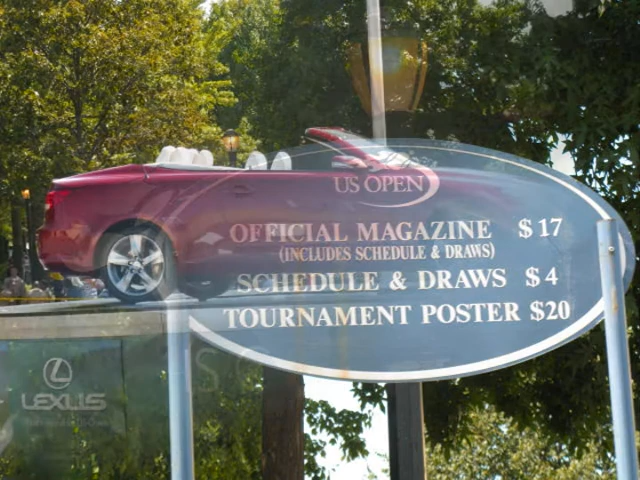 US OPEN
OFFICIAL MAGAZINE $17
(INCLUDES SCHEDULE & DRAWS)
SCHEDULE & DRAWS $4
TOURNAMENT POSTER $20
LEXUS